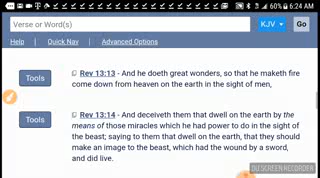 60% 6:24 AM
Verse or Word(s) KJV Go
Help | Quick Nav | Advanced Options
Tools Rev 13:13 - And he doeth great wonders, so that he maketh fire
come down from heaven on the earth in the sight of men,
Tools Rev 13:14 - And deceiveth them that dwell on the earth by the
means of those miracles which he had power to do in the sight of
the beast; saying to them that dwell on the earth, that they should
make an image to the beast, which had the wound by a sword,
and did live.
DU SCREEN RECORDER